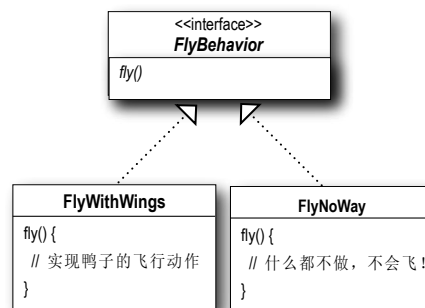 <<interface>>
FlyBehavior
fly()
FlyWithWings
fly() {
// 实现鸭子的飞行动作
}
FlyNoWay
fly() {
// 什么都不做，不会飞！
}